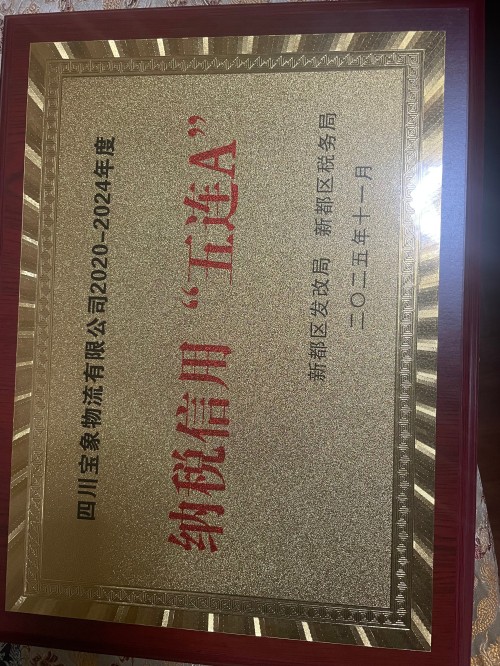 四川宝象物流有限公司2020-2024年度
纳税信用“五连A”
新都区发改局 新都区税务局
二〇二五年十一月